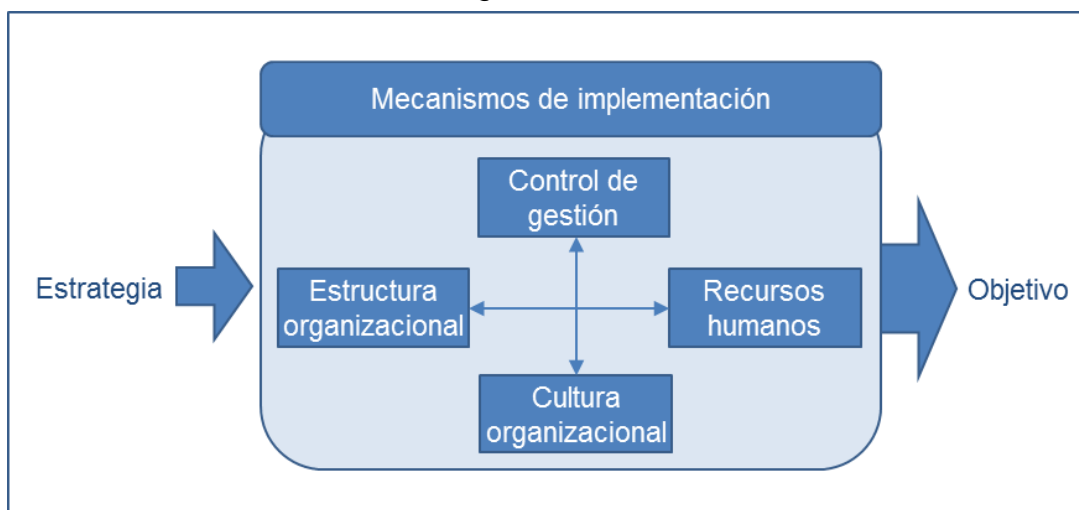 Mecanismos de implementación
Control de
gestión
Estrategia
Estructura
organizacional
Recursos
humanos
Objetivo
Cultura
organizacional